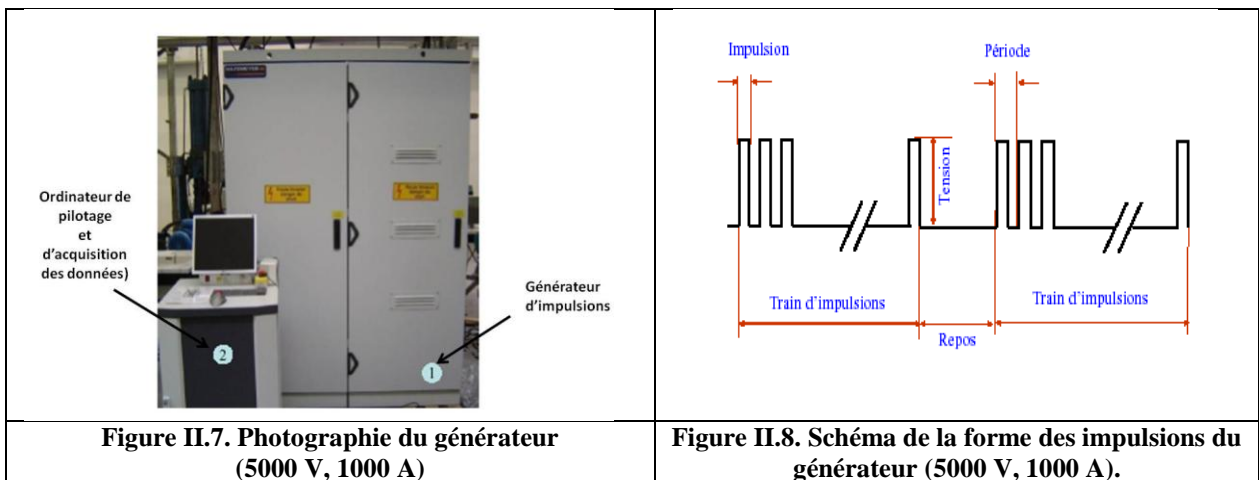 Ordinateur de
pilotage
et
d'acquisition
des données)
Générateur
d'impulsions
2
1
Figure II.7. Photographie du générateur
(5000 V, 1000 A)
Impulsion
Période
Tension
Train d'impulsions
Train d'impulsions
Repos
Figure II.8. Schéma de la forme des impulsions du
générateur (5000 V, 1000 A).